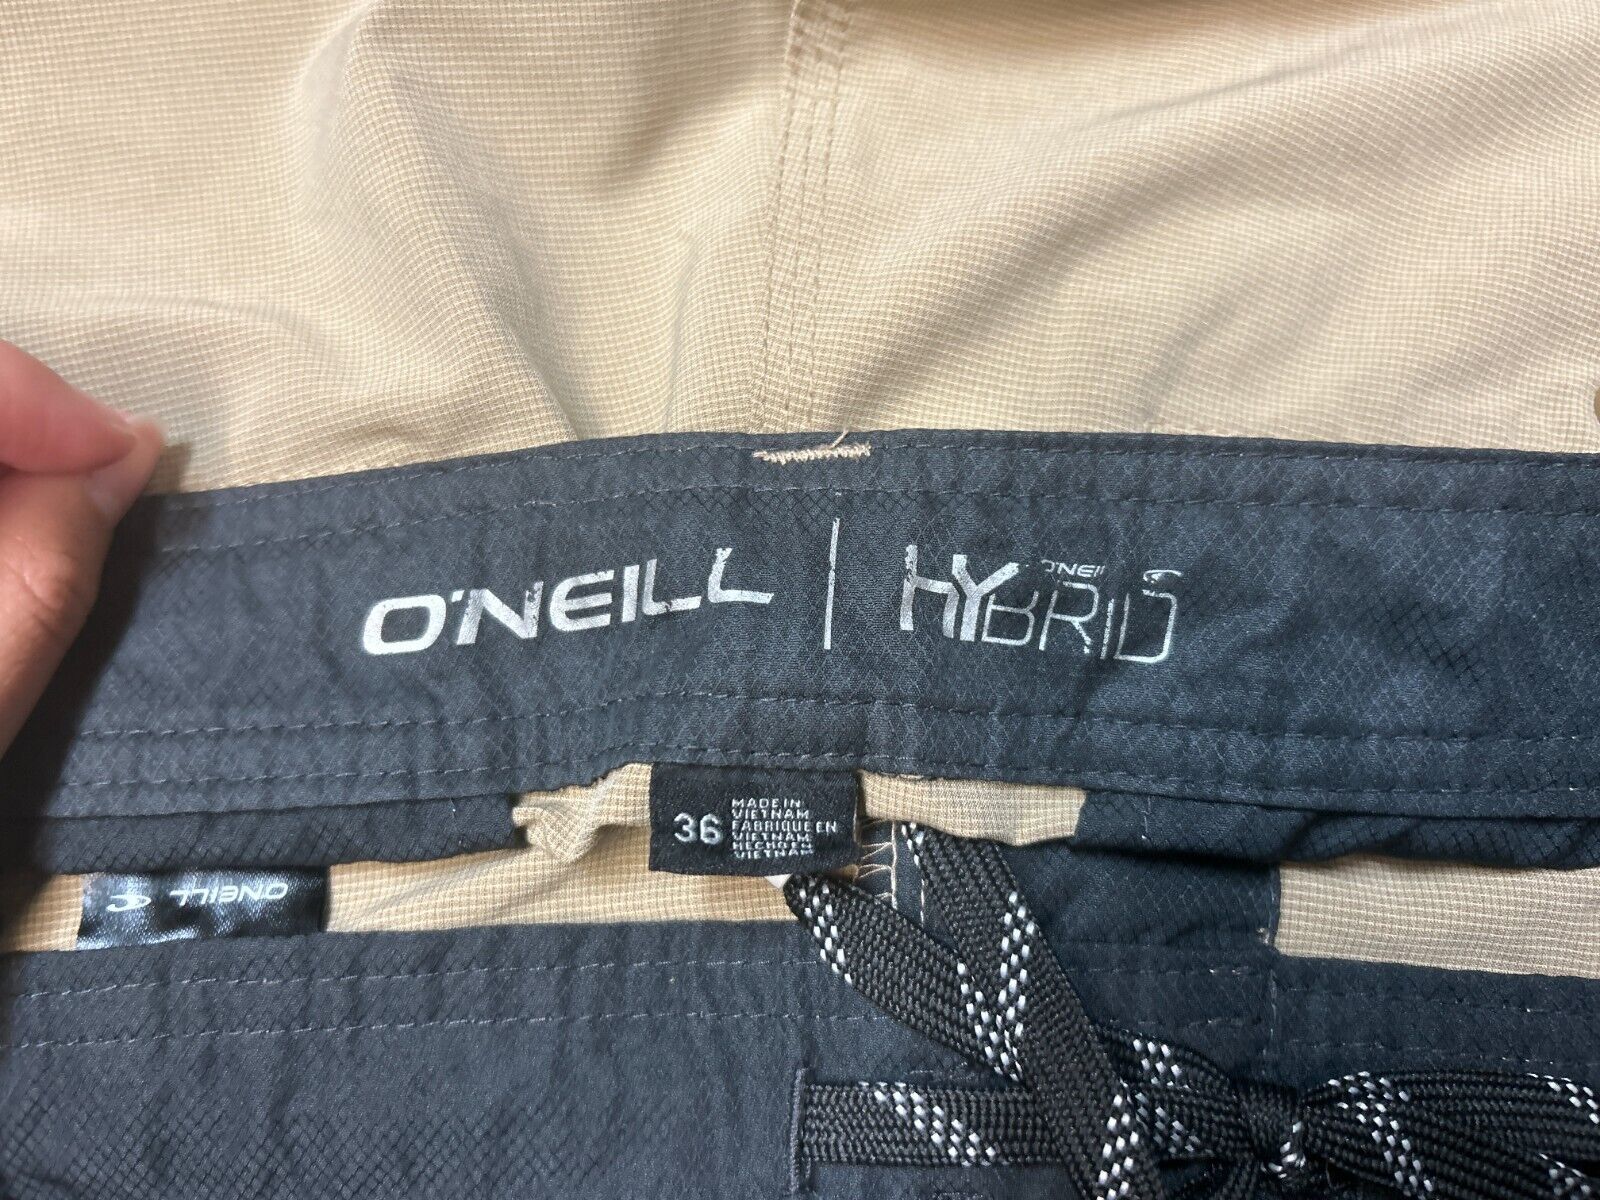 O'NEILL | HYBRID
O'NEILL
36
MADE IN
VIETNAM
FABRIQUE EN
VIETNAM
HECHO EN
VIETNAM
O'NEILL